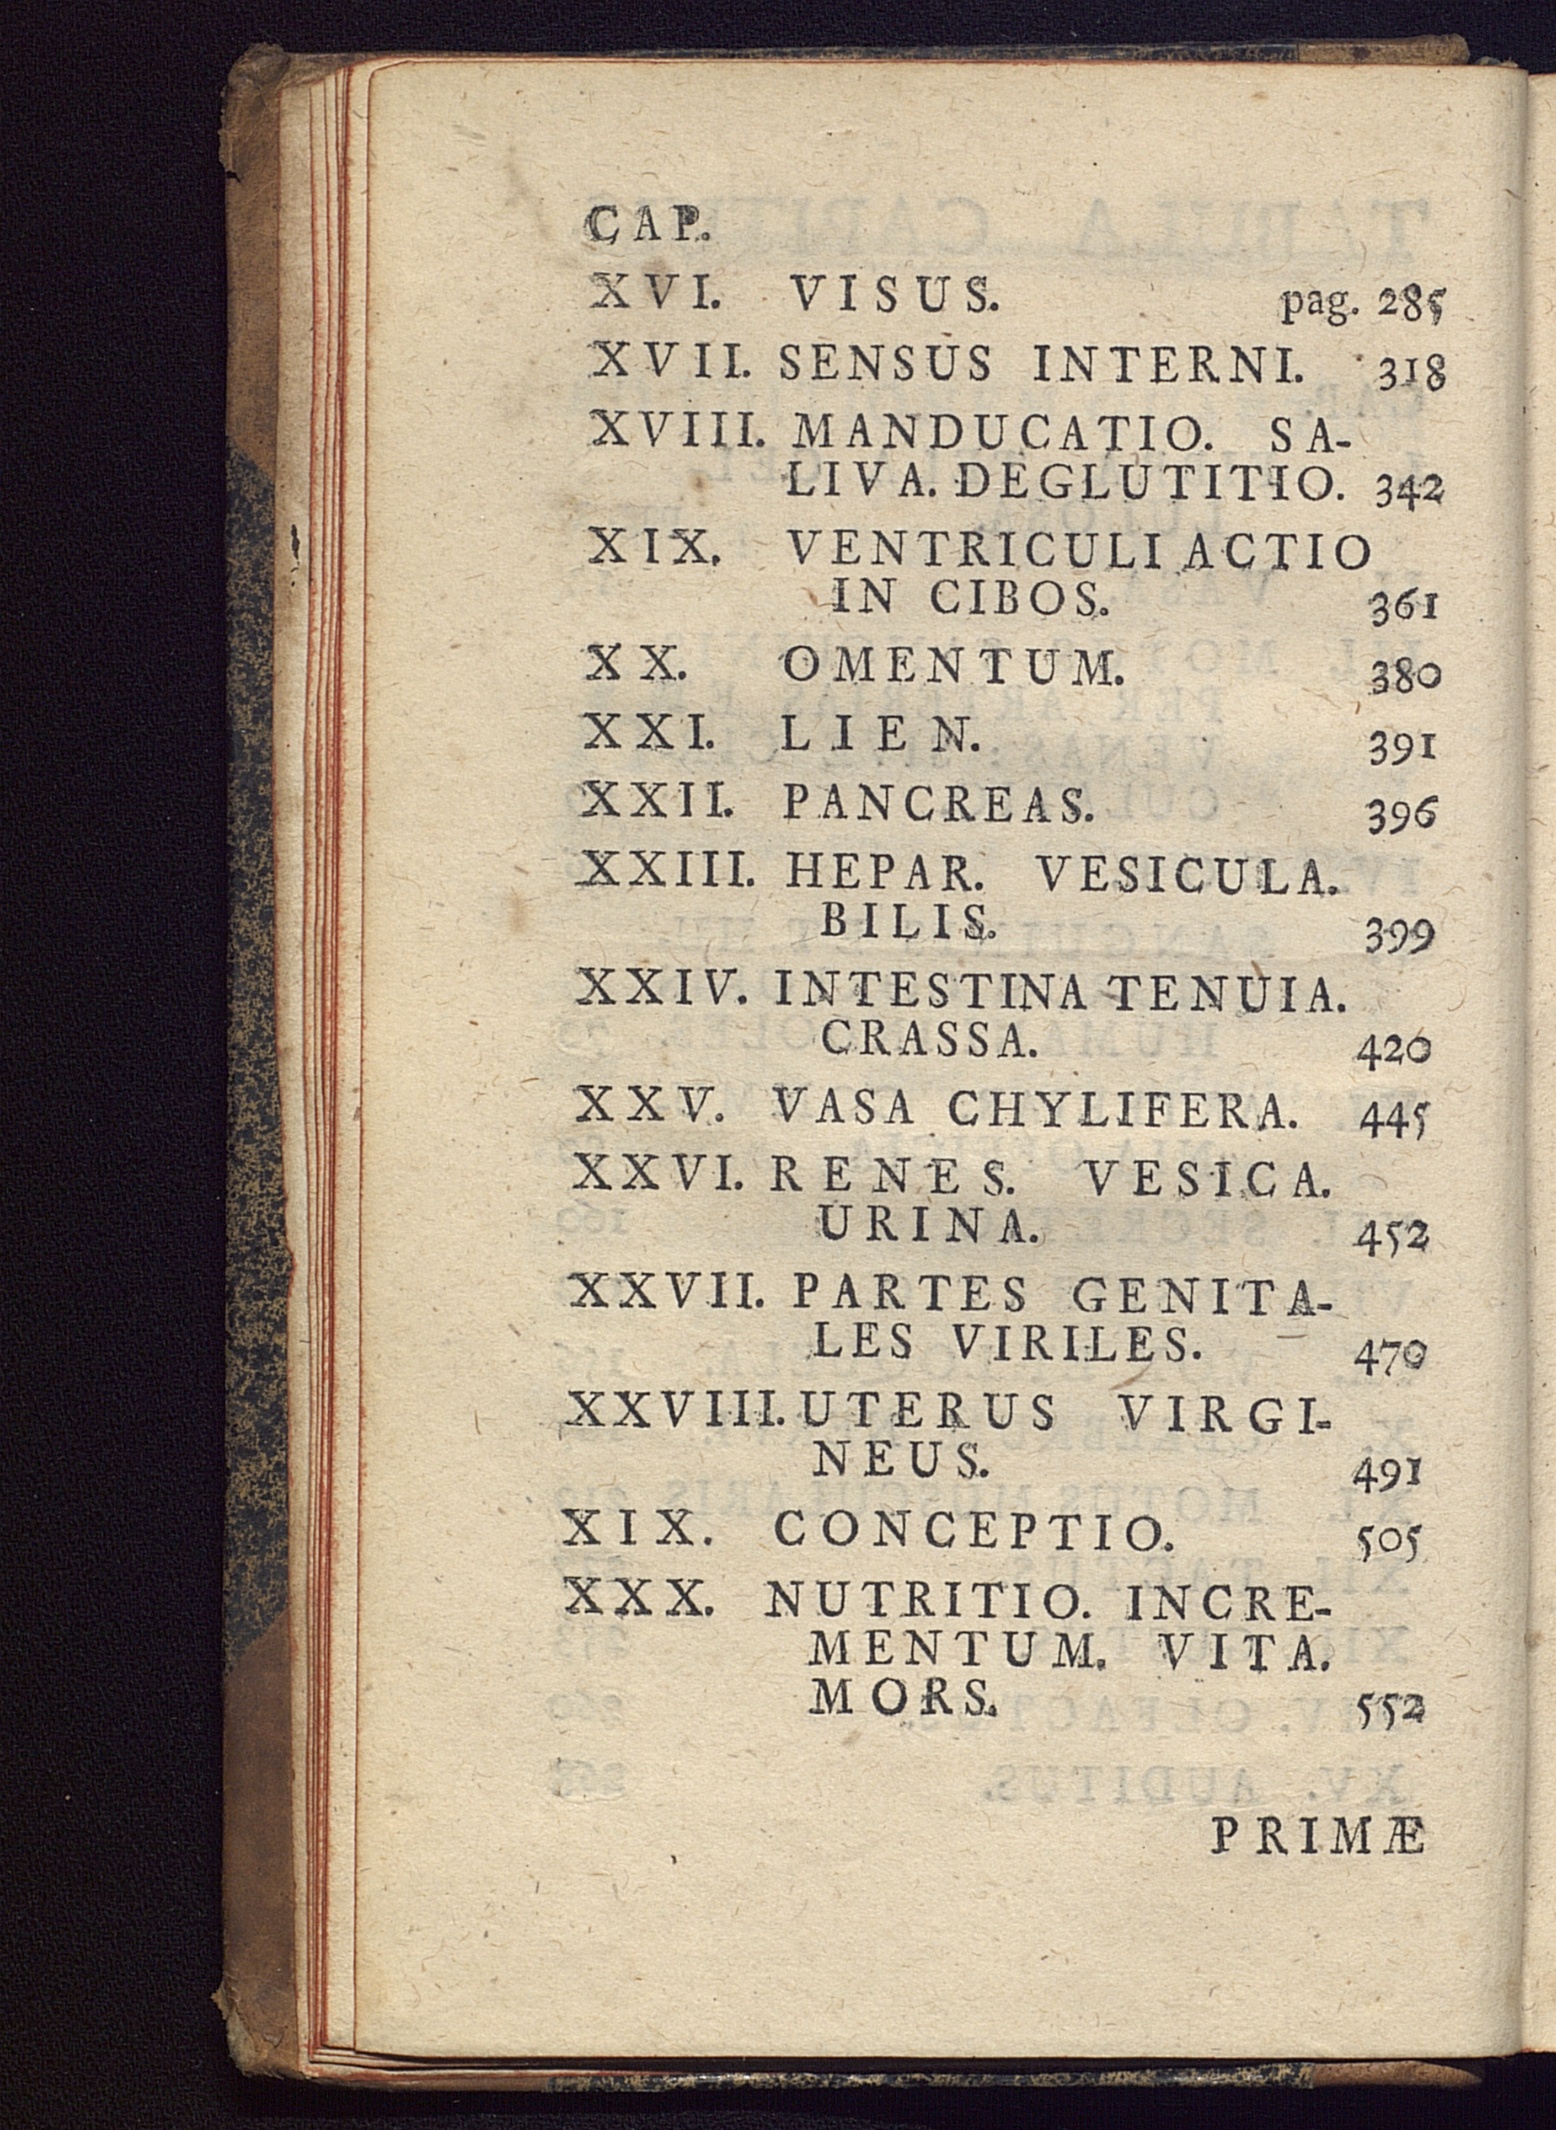 CAP.
XVI. VISUS. pag. 285
XVII. SENSUS INTERNI. 318
XVIII. MANDUCATIO. SA-
LIVA. DEGLUTITIO. 342
XIX. VENTRICULI ACTIO
IN CIBOS. 361
XX. OMENTUM. 380
XXI. LIEN. 391
XXII. PANCREAS. 396
XXIII. HEPAR. VESICULA.
BILIS. 399
XXIV. INTESTINA TENUIA.
CRASSA. 420
XXV. VASA CHYLIFERA. 445
XXVI. RENES. VESICA.
URINA. 452
XXVII. PARTES GENITA-
LES VIRILES. 470
XXVIII. UTERUS VIRGI-
NEUS. 491
XIX. CONCEPTIO. 505
XXX. NUTRITIO. INCRE-
MENTUM. VITA.
MORS. 552
PRIMÆ